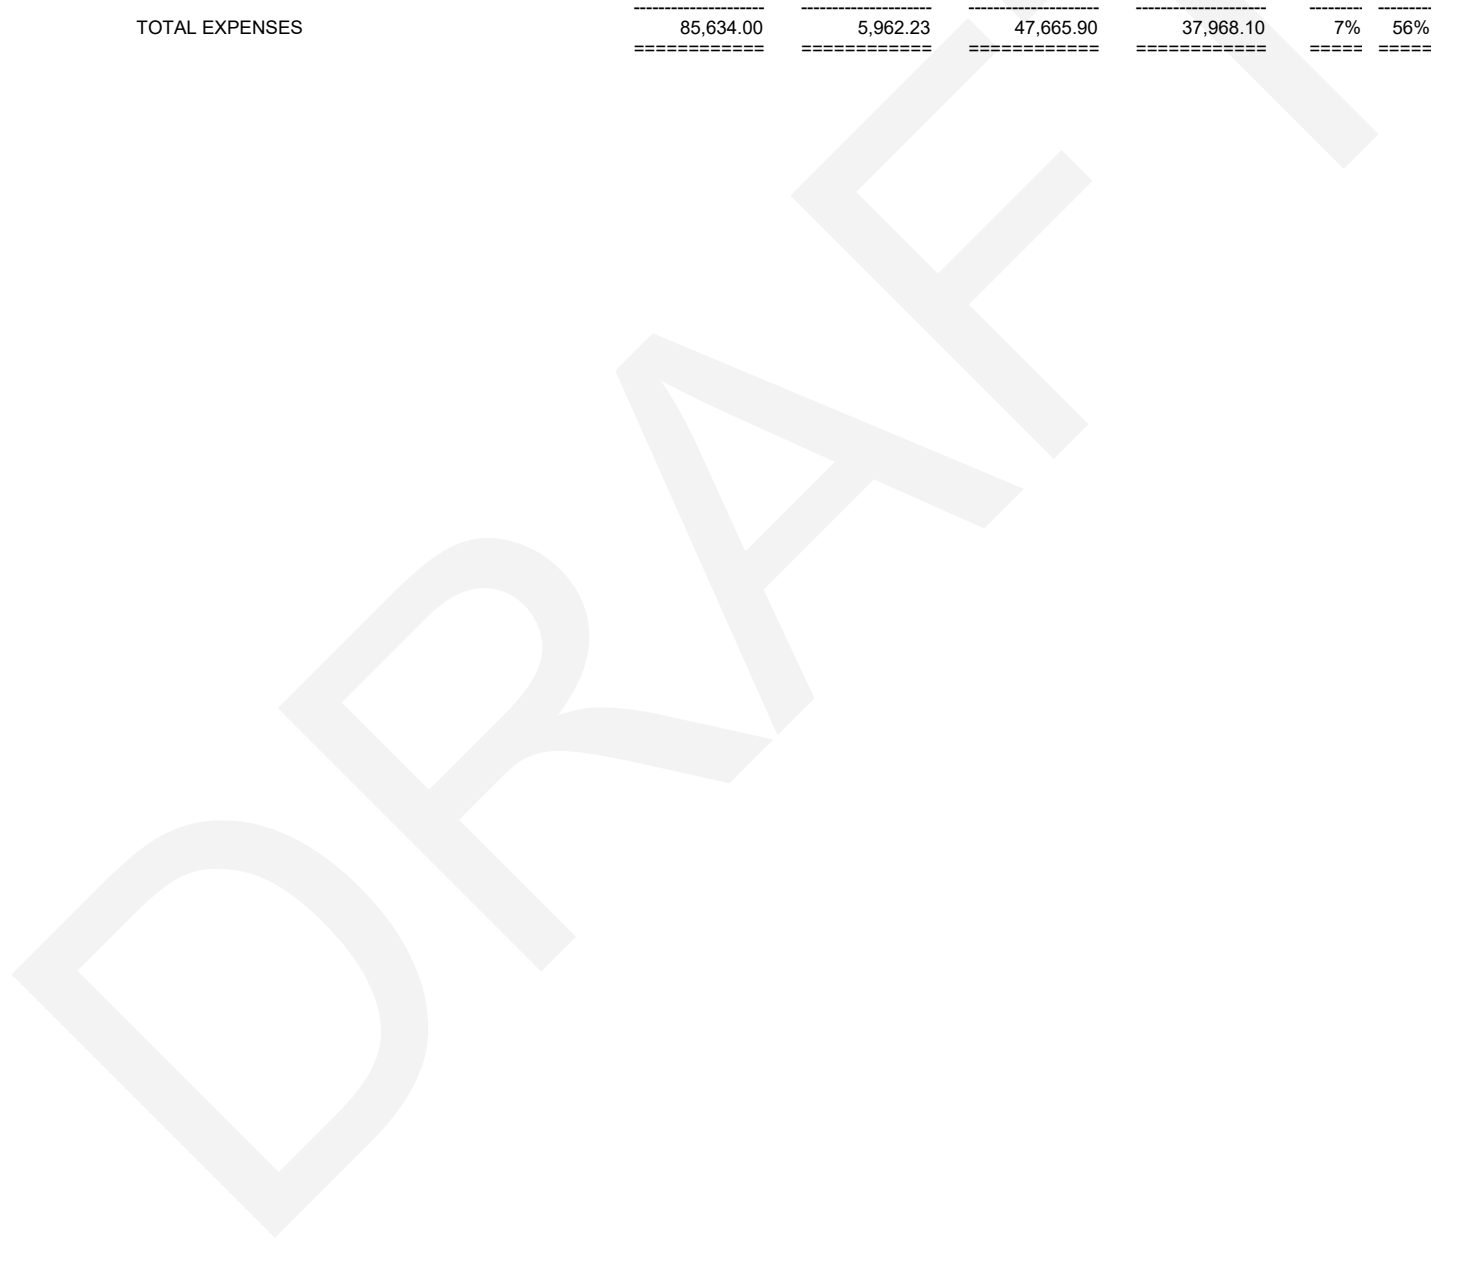 --------------------- --------------------- --------------------- --------------------- --------- ---------
TOTAL EXPENSES 85,634.00 5,962.23 47,665.90 37,968.10 7% 56%
============ ============ ============ ============ ===== =====
DRAFT